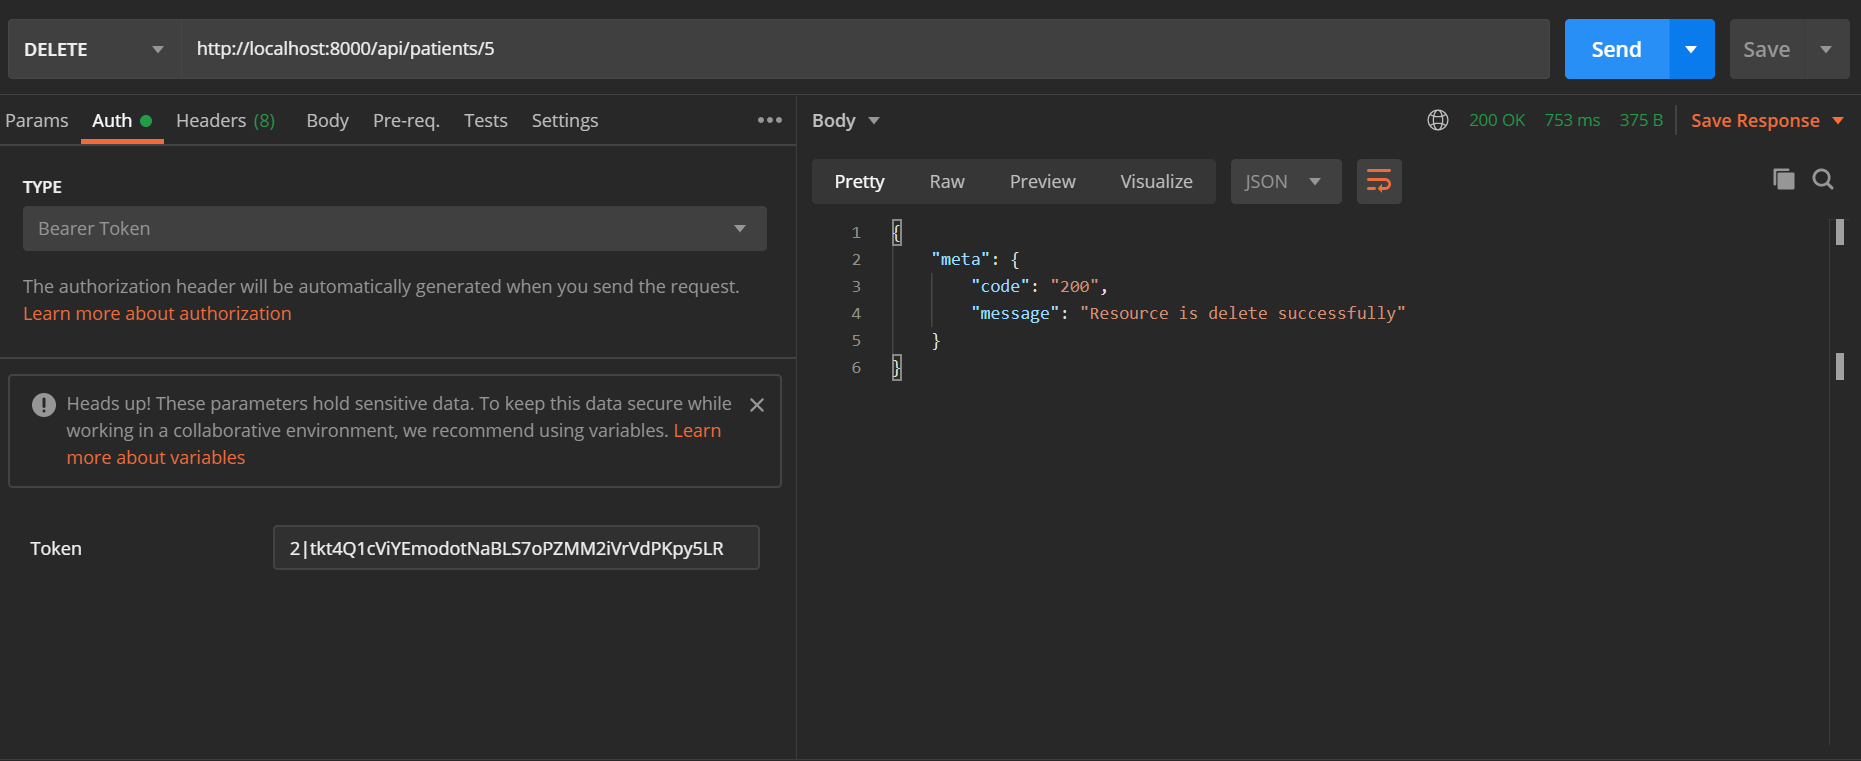 DELETE
http://localhost:8000/api/patients/5
Send
Save
Params
Auth
Headers (8)
Body
Pre-req.
Tests
Settings
TYPE
Bearer Token
The authorization header will be automatically generated when you send the request.
Learn more about authorization
Heads up! These parameters hold sensitive data. To keep this data secure while
working in a collaborative environment, we recommend using variables. Learn
more about variables
Token
2|tkt4Q1cViYEmodotNaBLS7oPZMM2iVrVdPKpy5LR
Body
200 OK
753 ms
375 B
Save Response
Pretty
Raw
Preview
Visualize
JSON
1 {
2 "meta": {
3 "code": "200",
4 "message": "Resource is delete successfully"
5 }
6 }